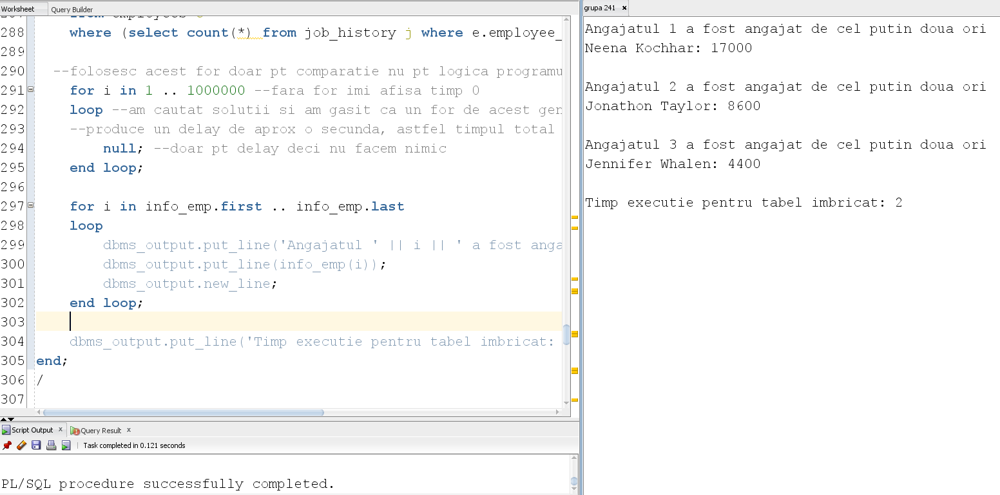 Worksheet Query Builder
288 where (select count(*) from job_history j where e.employee_
289
290 --folosesc acest for doar pt comparatie nu pt logica programu
291 for i in 1 .. 1000000 --fara for imi afisa timp 0
292 loop --am cautat solutii si am gasit ca un for de acest gen
293 --produce un delay de aprox o secunda, astfel timpul total
294 null; --doar pt delay deci nu facem nimic
295 end loop;
296
297 for i in info_emp.first .. info_emp.last
298 loop
299 dbms_output.put_line('Angajatul ' || i || ' a fost anga
300 dbms_output.put_line(info_emp(i));
301 dbms_output.new_line;
302 end loop;
303
304 dbms_output.put_line('Timp executie pentru tabel imbricat:
305 end;
306 /
307
Script Output x Query Result x
Task completed in 0.121 seconds
PL/SQL procedure successfully completed.
grupa 241 x
Angajatul 1 a fost angajat de cel putin doua ori
Neena Kochhar: 17000
Angajatul 2 a fost angajat de cel putin doua ori
Jonathon Taylor: 8600
Angajatul 3 a fost angajat de cel putin doua ori
Jennifer Whalen: 4400
Timp executie pentru tabel imbricat: 2